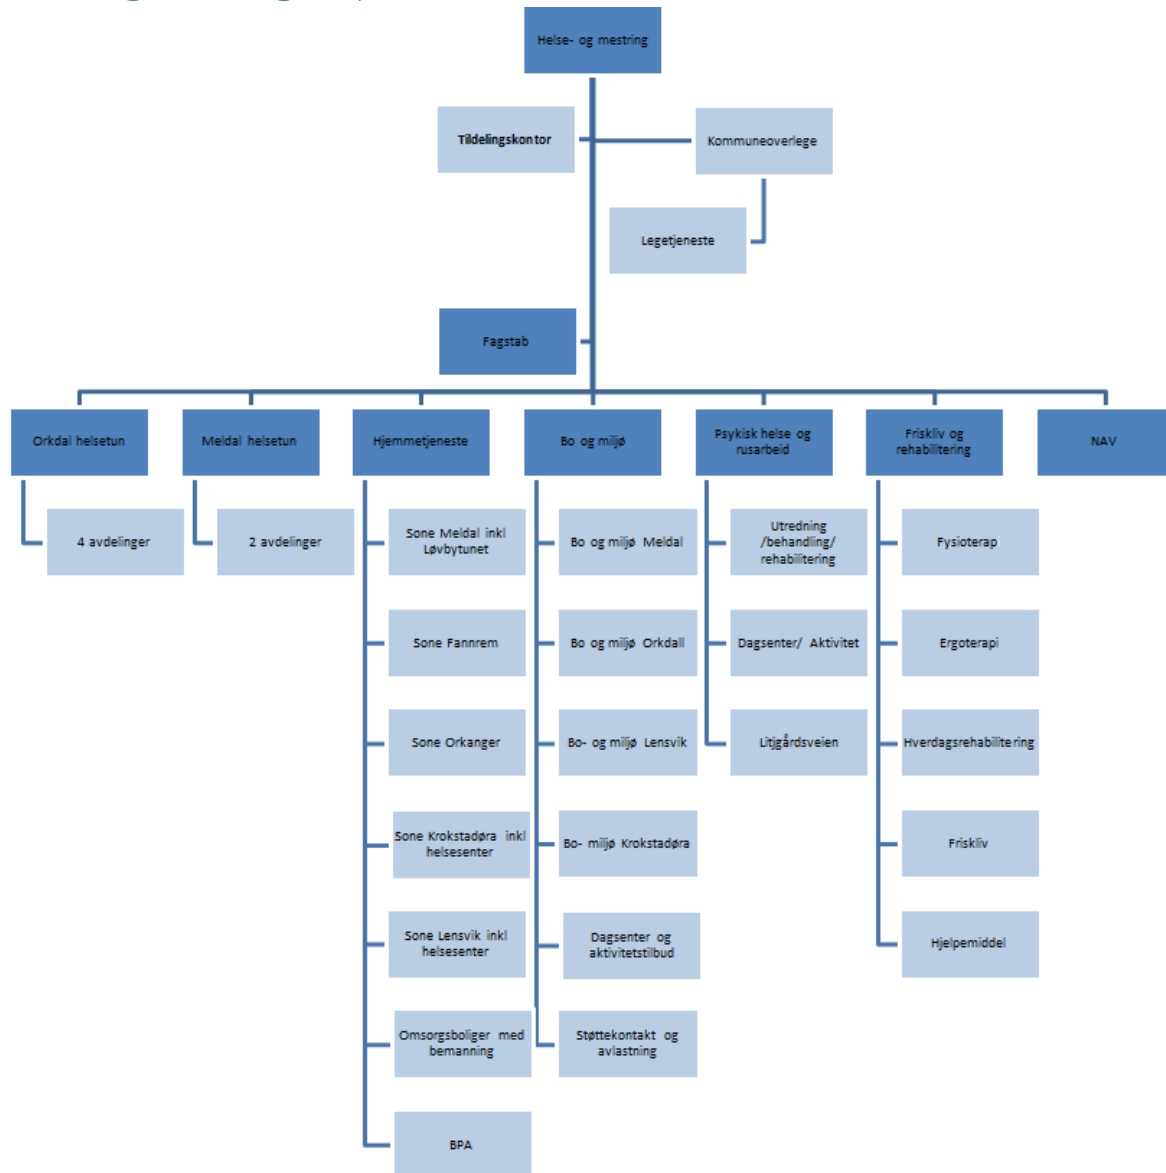 Helse- og mestring
Tildelingskontor
Kommuneoverlege
Legetjeneste
Fagstab
Orkdal helsetun
Meldal helsetun
Hjemmetjeneste
Bo og miljø
Psykisk helse og
rusarbeid
Friskliv og
rehabilitering
NAV
4 avdelinger
2 avdelinger
Sone Meldal inkl
Løvbytunet
Sone Fannrem
Sone Orkanger
Sone Krokstadøra inkl
helsesenter
Sone Lensvik inkl
helsesenter
Omsorgsboliger med
bemanning
BPA
Bo og miljø Meldal
Bo og miljø Orkdall
Bo- og miljø Lensvik
Bo- miljø Krokstadøra
Dagsenter og
aktivitetstilbud
Støttekontakt og
avlastning
Utredning
/behandling/
rehabilitering
Dagsenter/ Aktivitet
Litjgårdsveien
Fysioterap
Ergoterapi
Hverdagsrehabilitering
Friskliv
Hjelpemiddel